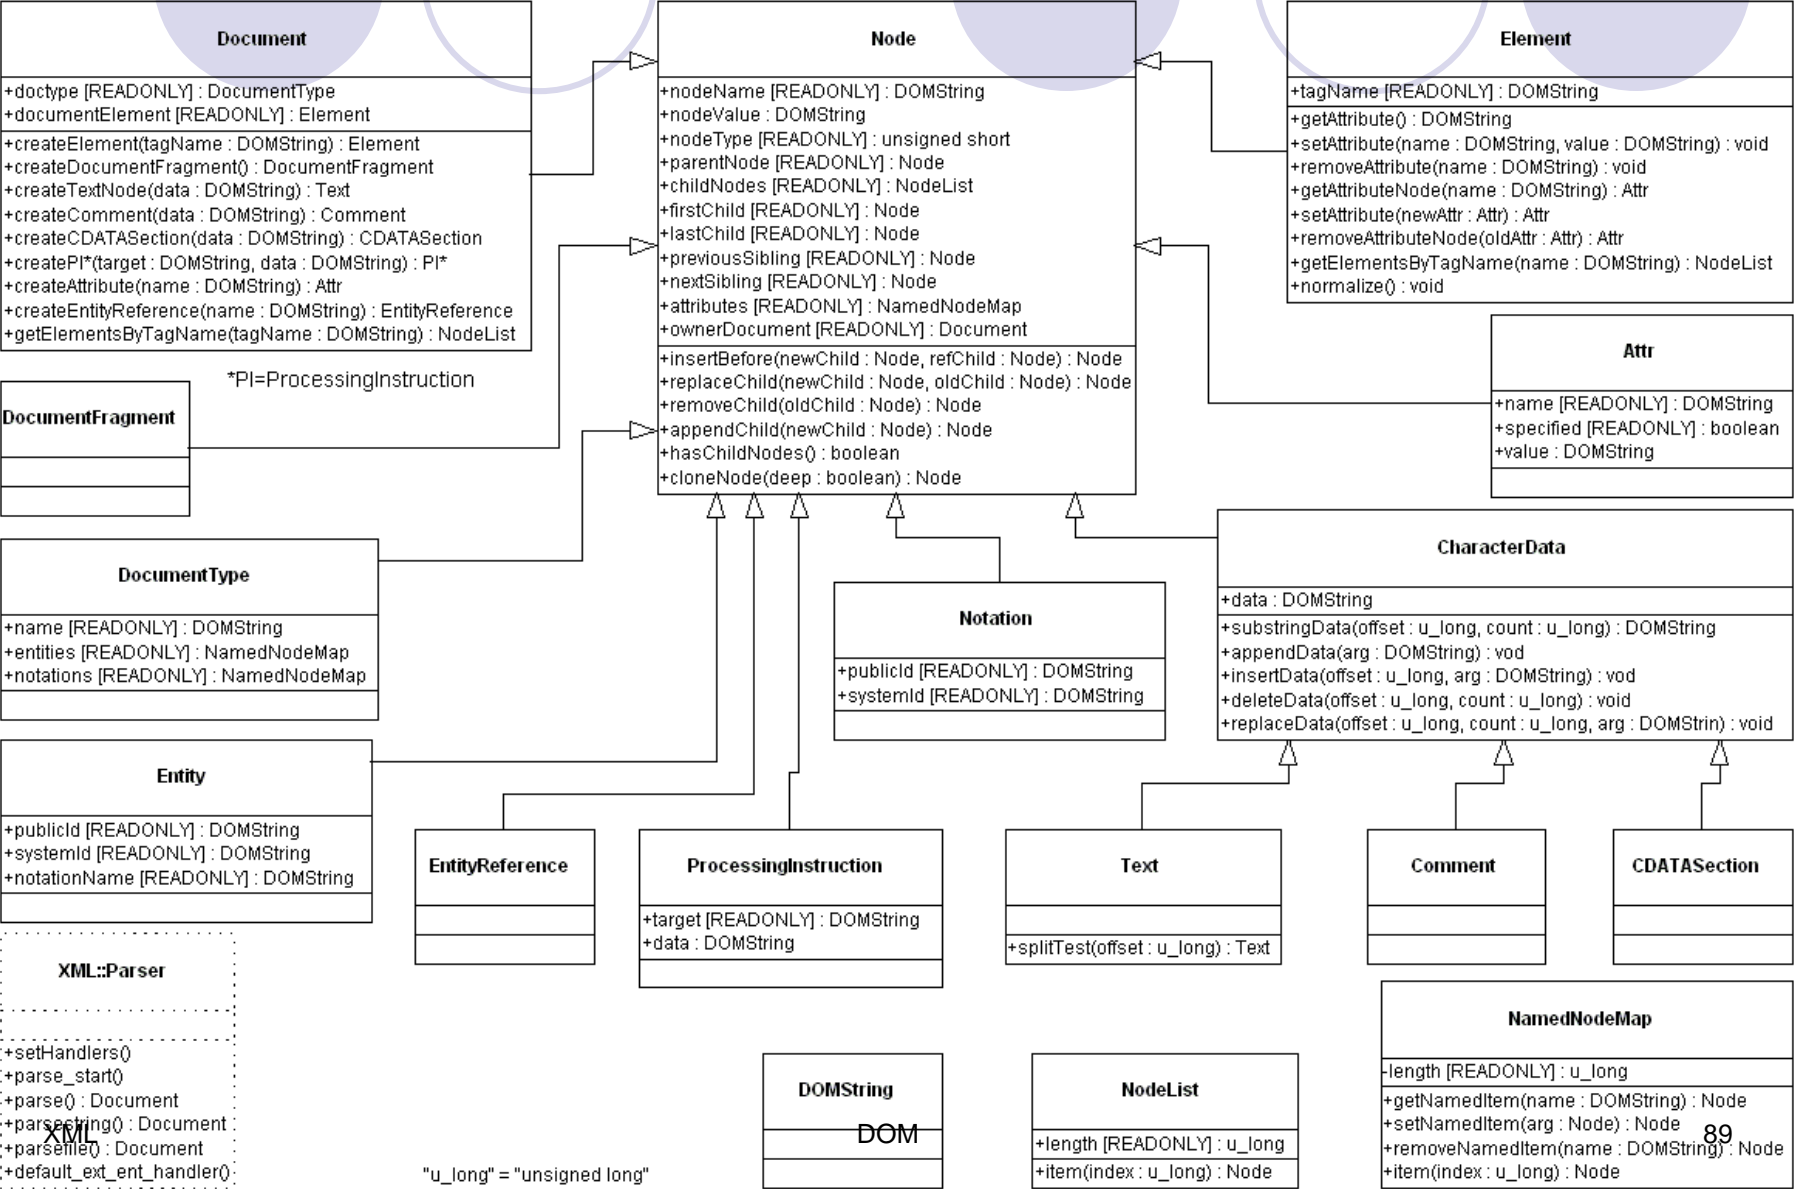 Document
+doctype [READONLY] : DocumentType
+documentElement [READONLY] : Element
+createElement(tagName : DOMString) : Element
+createDocumentFragment() : DocumentFragment
+createTextNode(data : DOMString) : Text
+createComment(data : DOMString) : Comment
+createCDATASection(data : DOMString) : CDATASection
+createPI*(target : DOMString, data : DOMString) : PI*
+createAttribute(name : DOMString) : Attr
+createEntityReference(name : DOMString) : EntityReference
+getElementsByTagName(tagName : DOMString) : NodeList
*PI=ProcessingInstruction
Node
+nodeName [READONLY] : DOMString
+nodeValue : DOMString
+nodeType [READONLY] : unsigned short
+parentNode [READONLY] : Node
+childNodes [READONLY] : NodeList
+firstChild [READONLY] : Node
+lastChild [READONLY] : Node
+previousSibling [READONLY] : Node
+nextSibling [READONLY] : Node
+attributes [READONLY] : NamedNodeMap
+ownerDocument [READONLY] : Document
+insertBefore(newChild : Node, refChild : Node) : Node
+replaceChild(newChild : Node, oldChild : Node) : Node
+removeChild(oldChild : Node) : Node
+appendChild(newChild : Node) : Node
+hasChildNodes() : boolean
+cloneNode(deep : boolean) : Node
Element
+tagName [READONLY] : DOMString
+getAttribute() : DOMString
+setAttribute(name : DOMString, value : DOMString) : void
+removeAttribute(name : DOMString) : void
+getAttributeNode(name : DOMString) : Attr
+setAttribute(newAttr : Attr) : Attr
+removeAttributeNode(oldAttr : Attr) : Attr
+getElementsByTagName(name : DOMString) : NodeList
+normalize() : void
Attr
+name [READONLY] : DOMString
+specified [READONLY] : boolean
+value : DOMString
DocumentFragment
DocumentType
+name [READONLY] : DOMString
+entities [READONLY] : NamedNodeMap
+notations [READONLY] : NamedNodeMap
Notation
+publicId [READONLY] : DOMString
+systemId [READONLY] : DOMString
CharacterData
+data : DOMString
+substringData(offset : u_long, count : u_long) : DOMString
+appendData(arg : DOMString) : vod
+insertData(offset : u_long, arg : DOMString) : vod
+deleteData(offset : u_long, count : u_long) : void
+replaceData(offset : u_long, count : u_long, arg : DOMStrin) : void
Entity
+publicId [READONLY] : DOMString
+systemId [READONLY] : DOMString
+notationName [READONLY] : DOMString
EntityReference
ProcessingInstruction
+target [READONLY] : DOMString
+data : DOMString
Text
+splitTest(offset : u_long) : Text
Comment
CDATASection
XML::Parser
+setHandlers()
+parse_start()
+parse() : Document
+parsestring() : Document
+parsefile() : Document
+default_ext_ent_handler()
XML
"u_long" = "unsigned long"
DOMString
DOM
NodeList
+length [READONLY] : u_long
+item(index : u_long) : Node
NamedNodeMap
-length [READONLY] : u_long
+getNamedItem(name : DOMString) : Node
+setNamedItem(arg : Node) : Node
+removeNamedItem(name : DOMString) : Node
+item(index : u_long) : Node
89